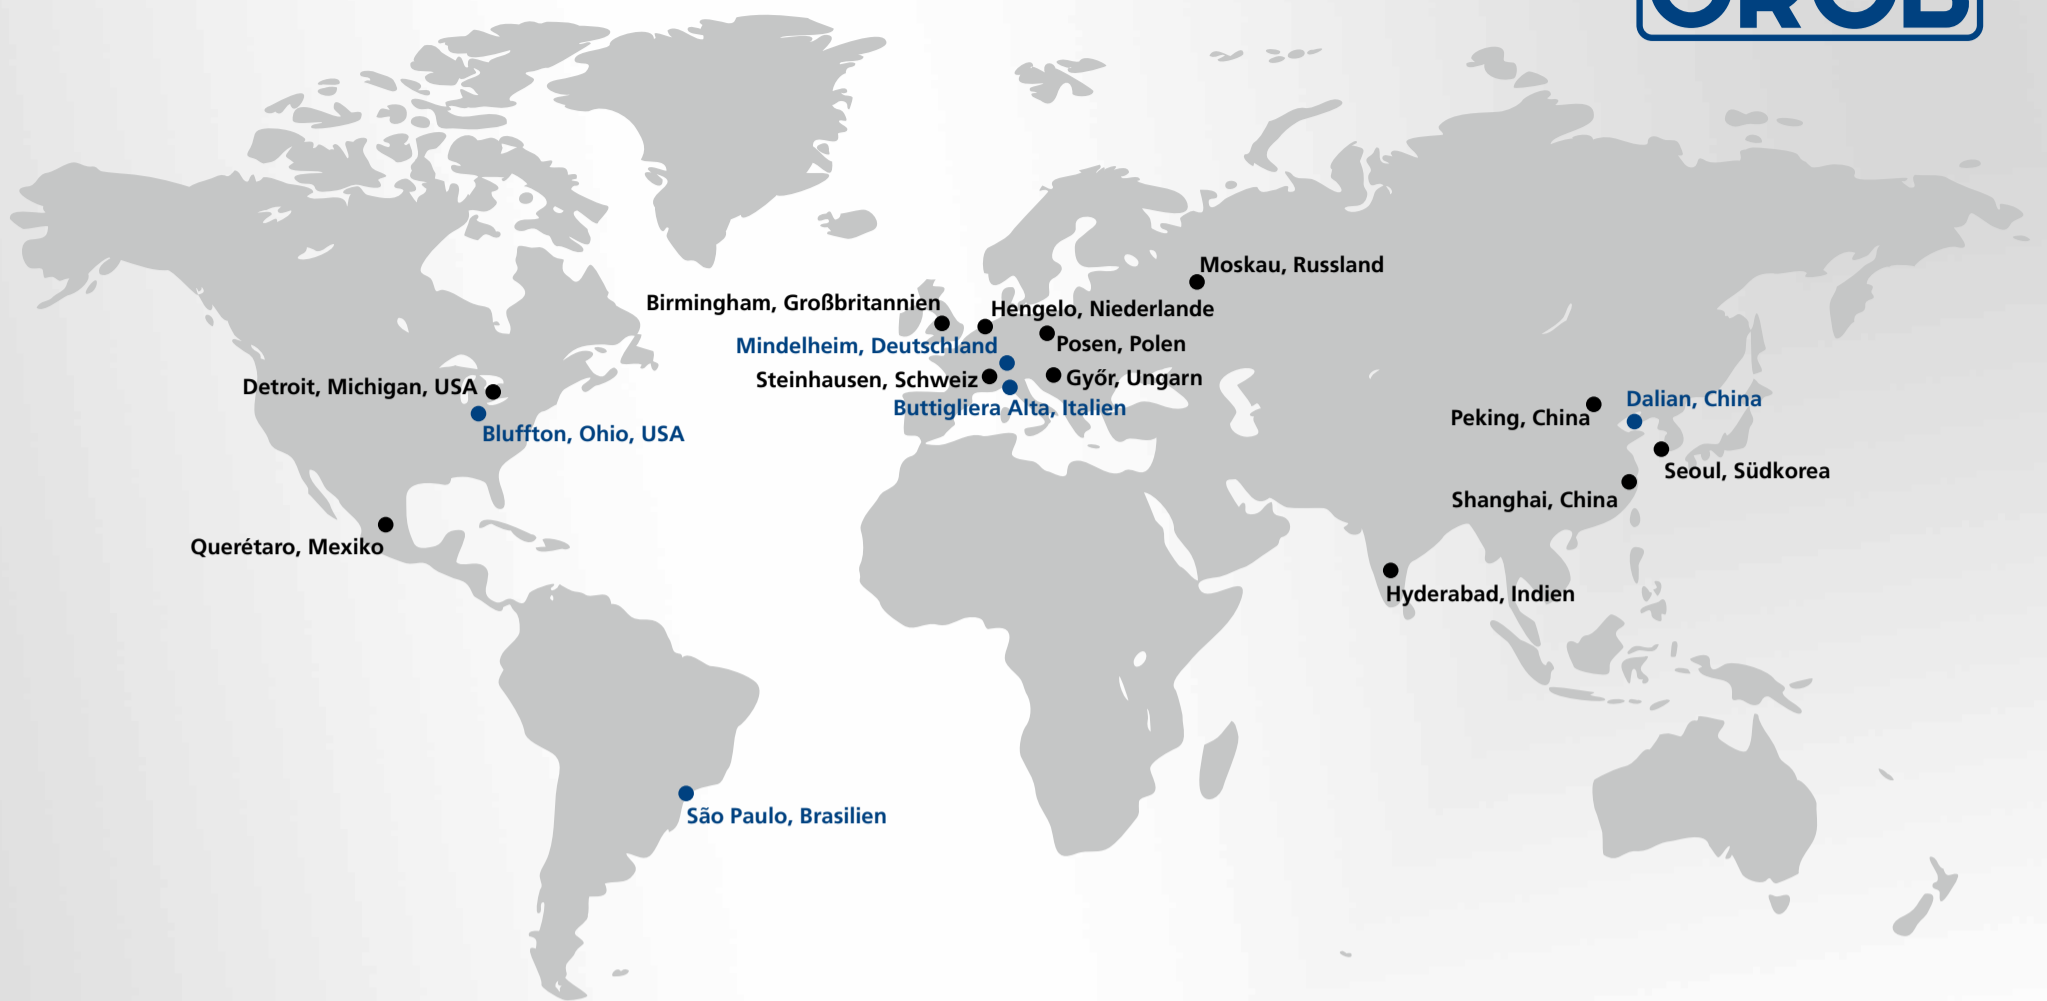 GROB
Moskau, Russland
Birmingham, Großbritannien
Hengelo, Niederlande
Mindelheim, Deutschland
Posen, Polen
Steinhausen, Schweiz
Győr, Ungarn
Detroit, Michigan, USA
Buttigliera Alta, Italien
Dalian, China
Peking, China
Bluffton, Ohio, USA
Seoul, Südkorea
Shanghai, China
Querétaro, Mexiko
Hyderabad, Indien
São Paulo, Brasilien